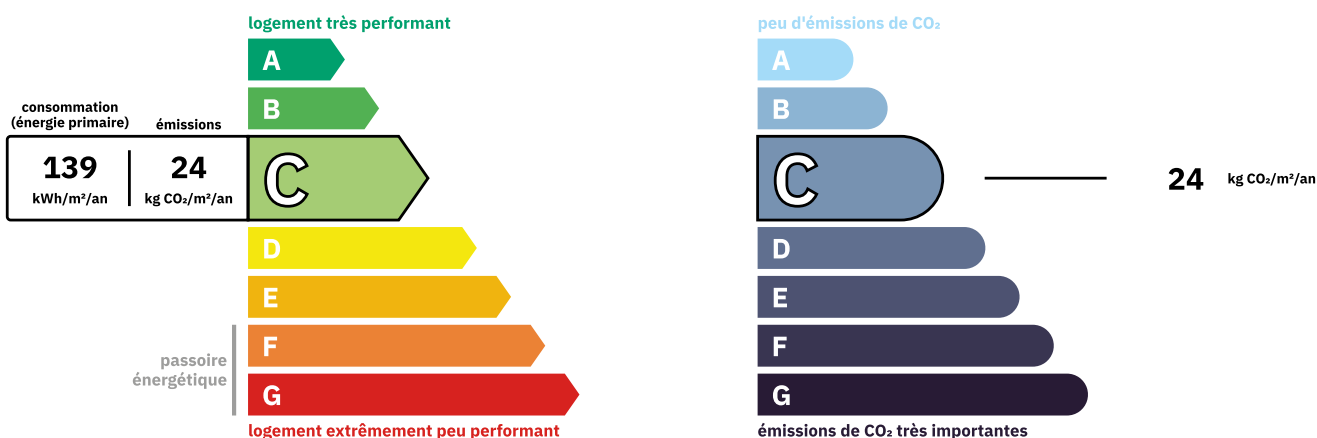 logement très performant
A
B
consommation
(énergie primaire)
émissions
139
kWh/m²/an
24
kg CO₂/m²/an
C
D
E
F
G
passoire
énergétique
logement extrêmement peu performant
peu d'émissions de CO₂
A
B
C
24 kg CO₂/m²/an
D
E
F
G
émissions de CO₂ très importantes